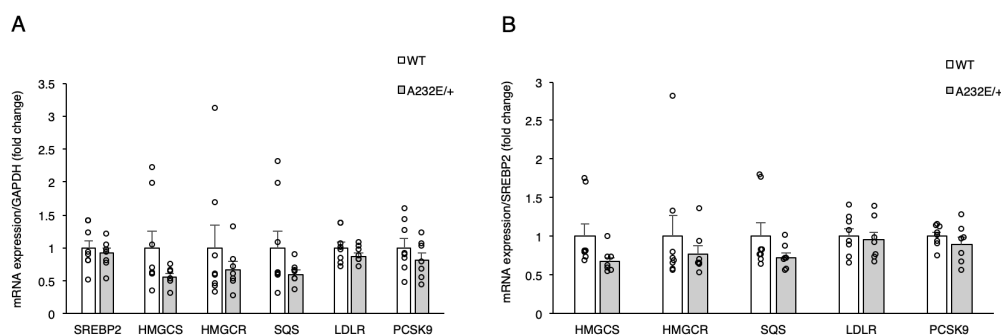 A
B
WT
A232E/+
mRNA expression/GAPDH (fold change)
3.5
3
2.5
2
1.5
1
0.5
0
SREBP2 HMGCS HMGCR SQS LDLR PCSK9
WT
A232E/+
mRNA expression/SREBP2 (fold change)
3
2.5
2
1.5
1
0.5
0
HMGCS HMGCR SQS LDLR PCSK9